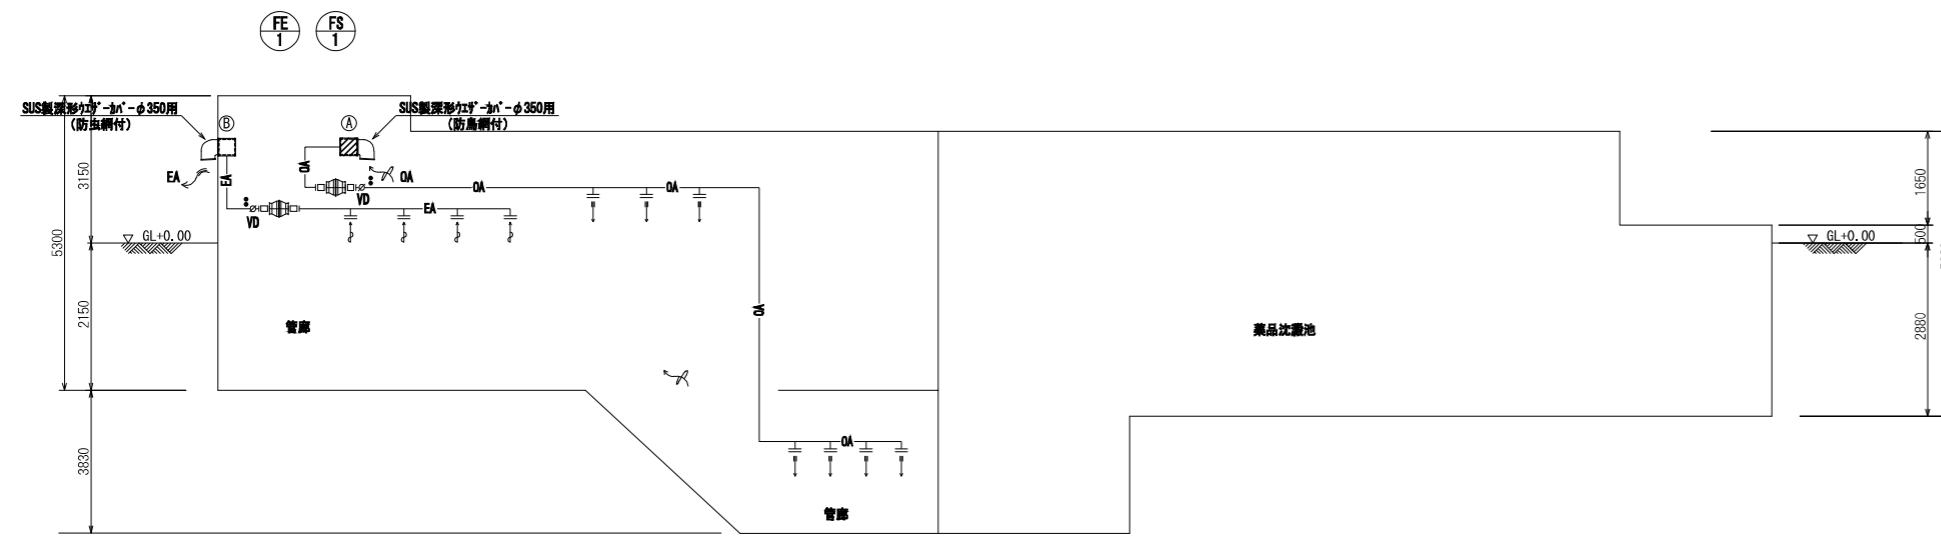 FE
1
FS
1
SUS製深形ウエザーカバーφ350用
(防虫網付)
SUS製深形ウエザーカバーφ350用
(防鳥網付)
B
A
EA
EA
OA
OA
VD
VD
OA
OA
EA
3150
5300
2150
3830
GL+0.00
GL+0.00
1650
500
2880
OA
管廊
薬品沈澱池
OA
管廊